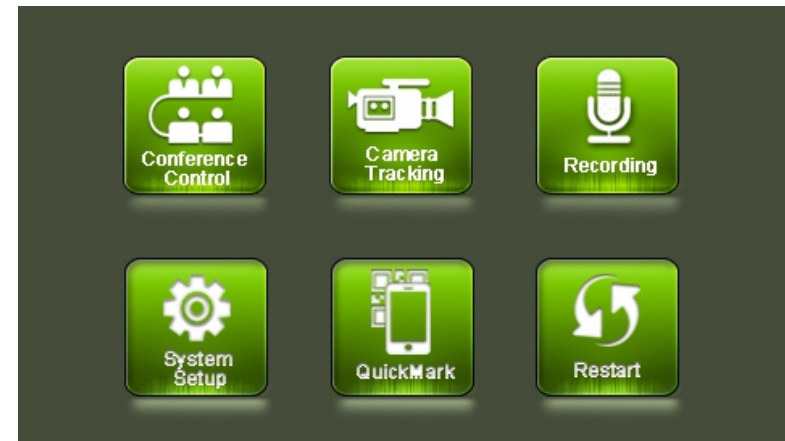 Conference
Control
Camera
Tracking
Recording
System
Setup
QuickMark
Restart